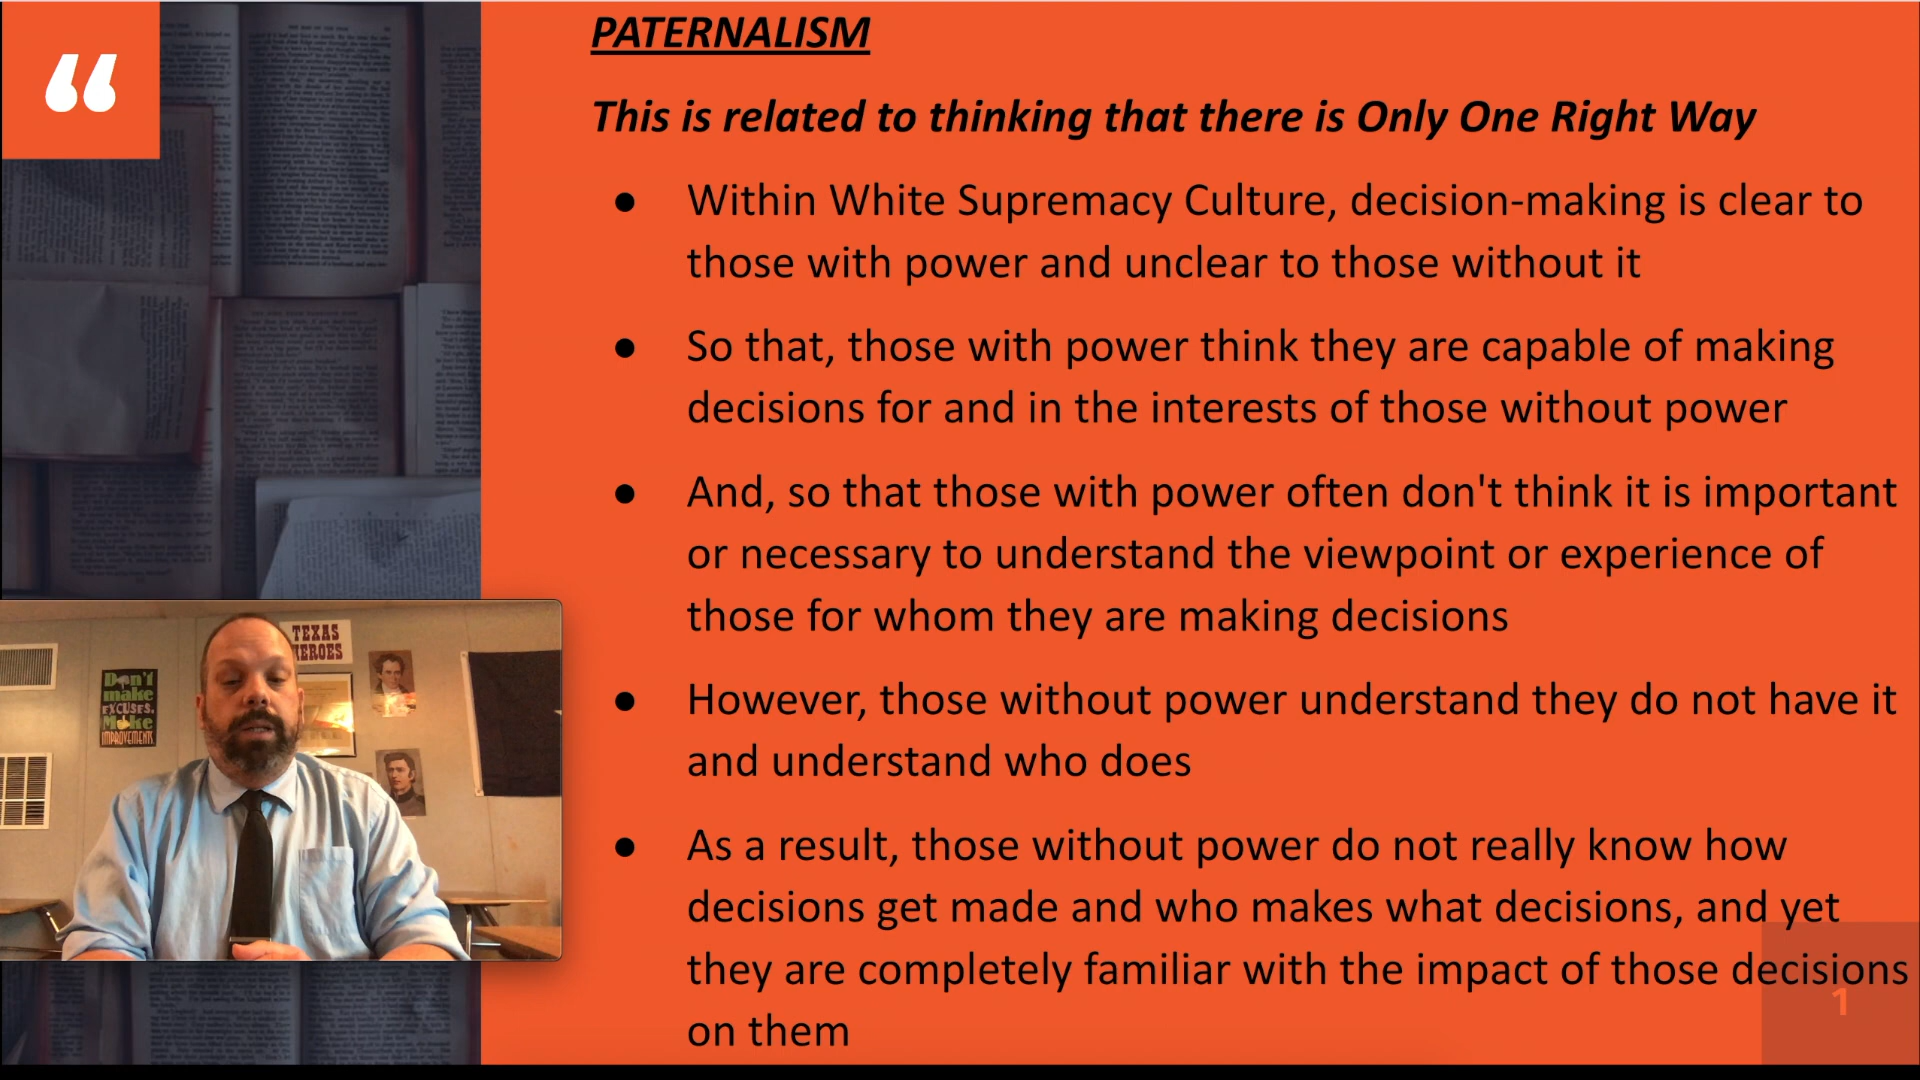 “
PATERNALISM
This is related to thinking that there is Only One Right Way
● Within White Supremacy Culture, decision-making is clear to
those with power and unclear to those without it
● So that, those with power think they are capable of making
decisions for and in the interests of those without power
● And, so that those with power often don't think it is important
or necessary to understand the viewpoint or experience of
those for whom they are making decisions
● However, those without power understand they do not have it
and understand who does
● As a result, those without power do not really know how
decisions get made and who makes what decisions, and yet
they are completely familiar with the impact of those decisions
on them
1
TEXAS
HEROES
Don't
make
EXCUSES.
Make
IMPROVEMENTS